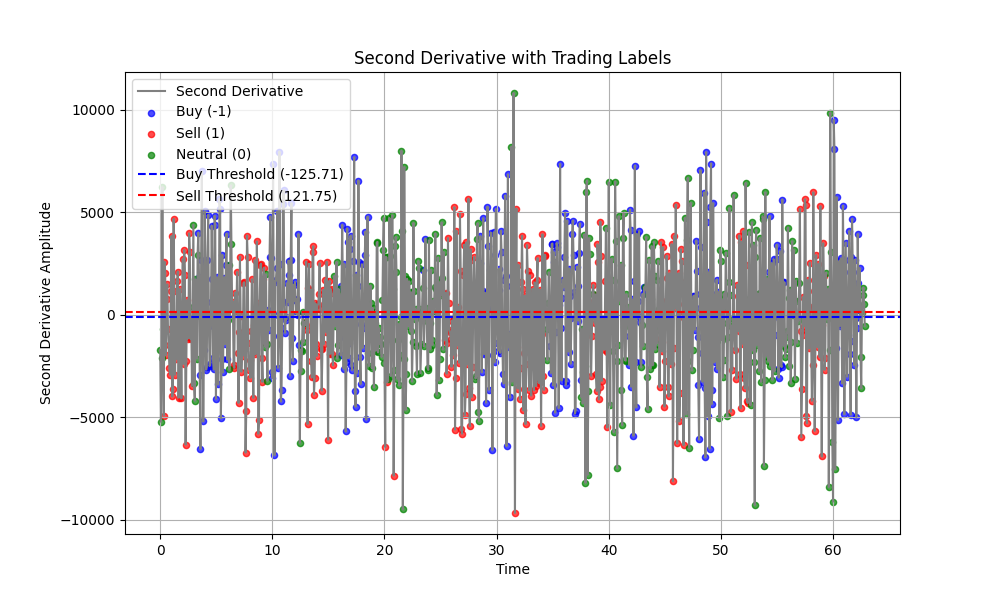 Second Derivative with Trading Labels
Second Derivative
Buy (-1)
Sell (1)
Neutral (0)
Buy Threshold (-125.71)
Sell Threshold (121.75)
Second Derivative Amplitude
10000
5000
0
−5000
−10000
0 10 20 30 40 50 60
Time